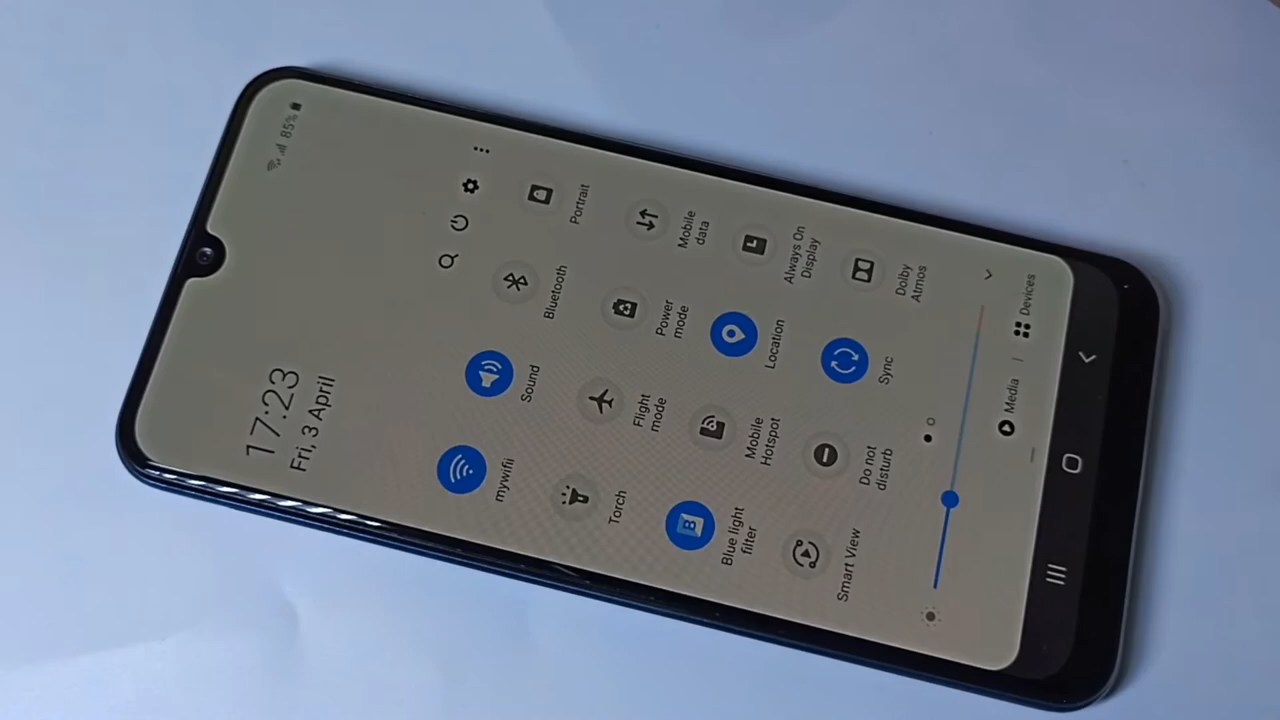 85%
17:23
Fri, 3 April
mywifii
Sound
Bluetooth
Portrait
Torch
Flight
mode
Power
mode
Mobile
data
Blue light
filter
Mobile
Hotspot
Location
Always On
Display
Smart View
Do not
disturb
Sync
Dolby
Atmos
Media | Devices